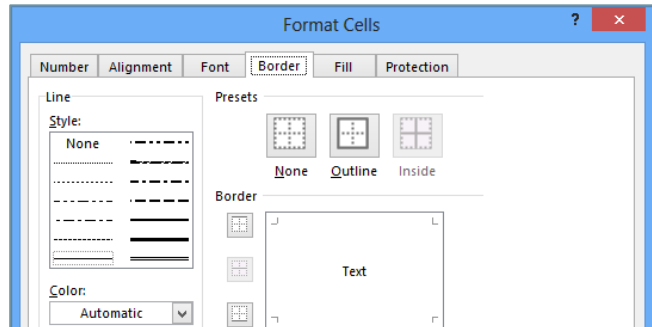 Format Cells ? ×
Number Alignment Font Border Fill Protection
Line
Style:
None
Color:
Automatic
Presets
None Outline Inside
Border
Text